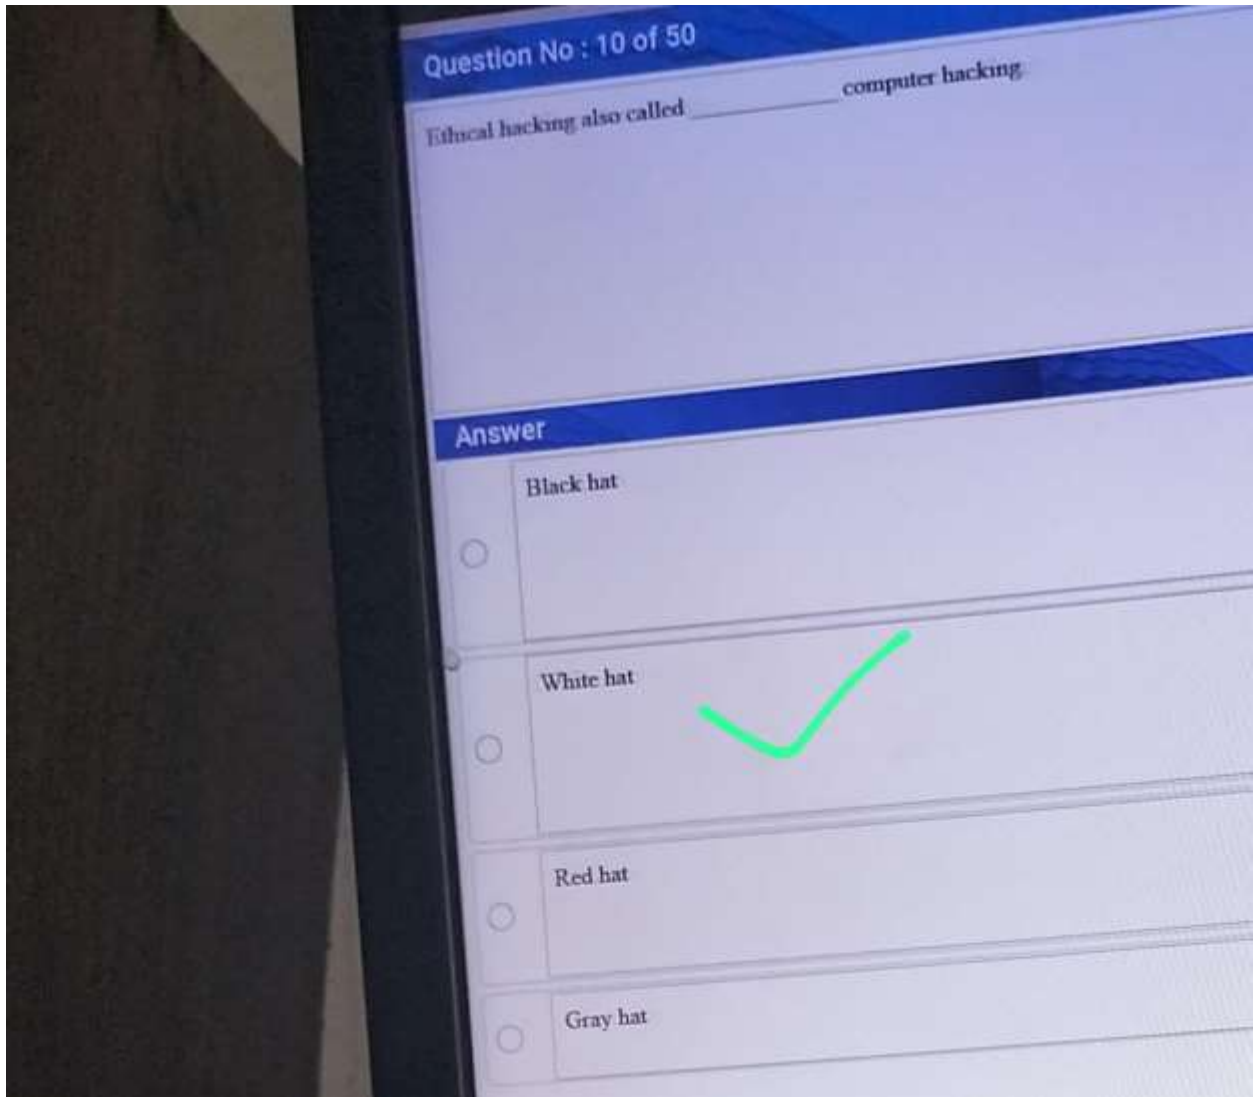 Question No : 10 of 50
Ethical hacking also called __________ computer hacking
Answer
Black hat
White hat
Red hat
Gray hat